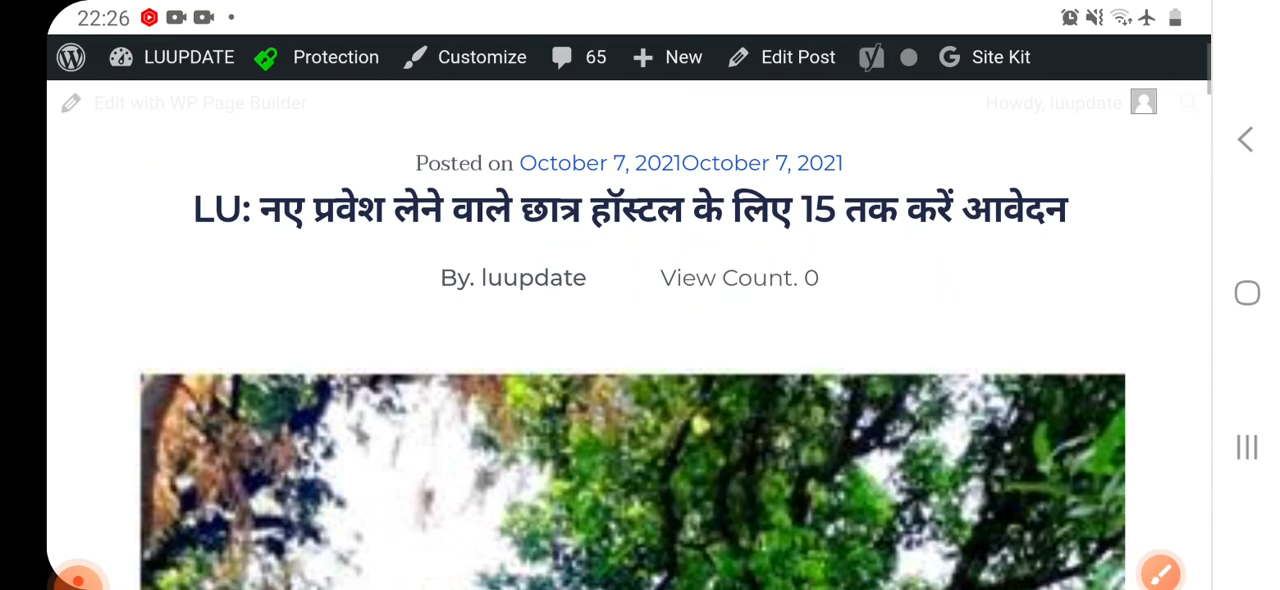 22:26
LUUPDATE Protection Customize 65 New Edit Post Site Kit
Edit with WP Page Builder Howdy, luupdate
Posted on October 7, 2021October 7, 2021
LU: नए प्रवेश लेने वाले छात्र हॉस्टल के लिए 15 तक करें आवेदन
By. luupdate View Count. 0